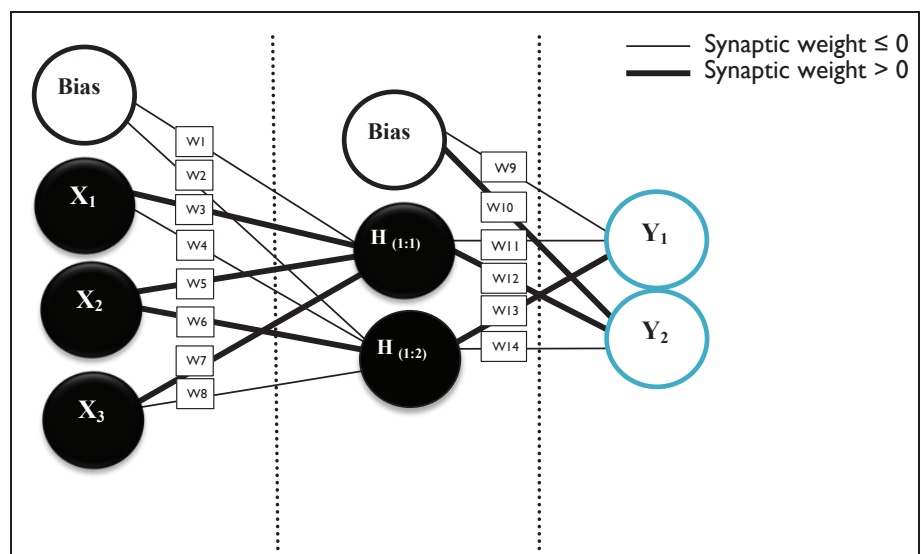 Synaptic weight ≤ 0
Synaptic weight > 0
Bias
X1
X2
X3
W1
W2
W3
W4
W5
W6
W7
W8
Bias
H (1:1)
H (1:2)
W9
W10
W11
W12
W13
W14
Y1
Y2